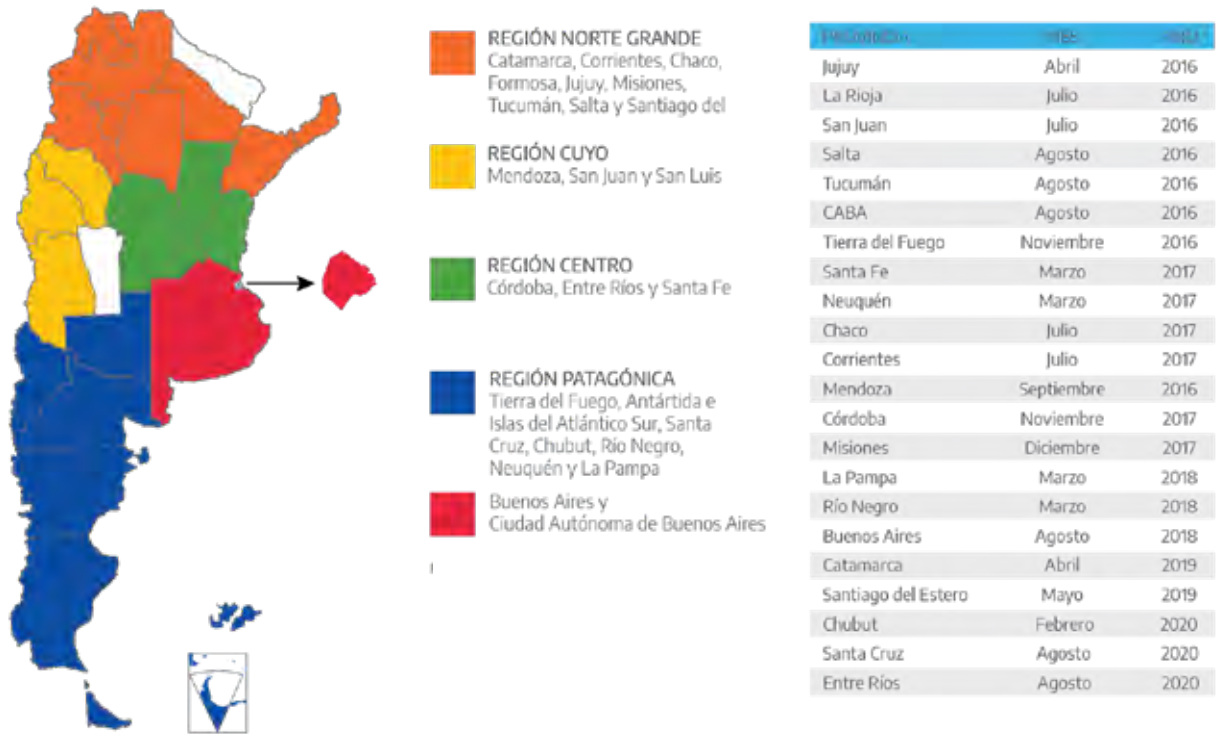 REGIÓN NORTE GRANDE
Catamarca, Corrientes, Chaco,
Formosa, Jujuy, Misiones,
Tucumán, Salta y Santiago del
REGIÓN CUYO
Mendoza, San Juan y San Luis
REGIÓN CENTRO
Córdoba, Entre Ríos y Santa Fe
REGIÓN PATAGÓNICA
Tierra del Fuego, Antártida e
Islas del Atlántico Sur, Santa
Cruz, Chubut, Río Negro,
Neuquén y La Pampa
Buenos Aires y
Ciudad Autónoma de Buenos Aires
Jujuy Abril 2016
La Rioja Julio 2016
San Juan Julio 2016
Salta Agosto 2016
Tucumán Agosto 2016
CABA Agosto 2016
Tierra del Fuego Noviembre 2016
Santa Fe Marzo 2017
Neuquén Marzo 2017
Chaco Julio 2017
Corrientes Julio 2017
Mendoza Septiembre 2016
Córdoba Noviembre 2017
Misiones Diciembre 2017
La Pampa Marzo 2018
Río Negro Marzo 2018
Buenos Aires Agosto 2018
Catamarca Abril 2019
Santiago del Estero Mayo 2019
Chubut Febrero 2020
Santa Cruz Agosto 2020
Entre Ríos Agosto 2020